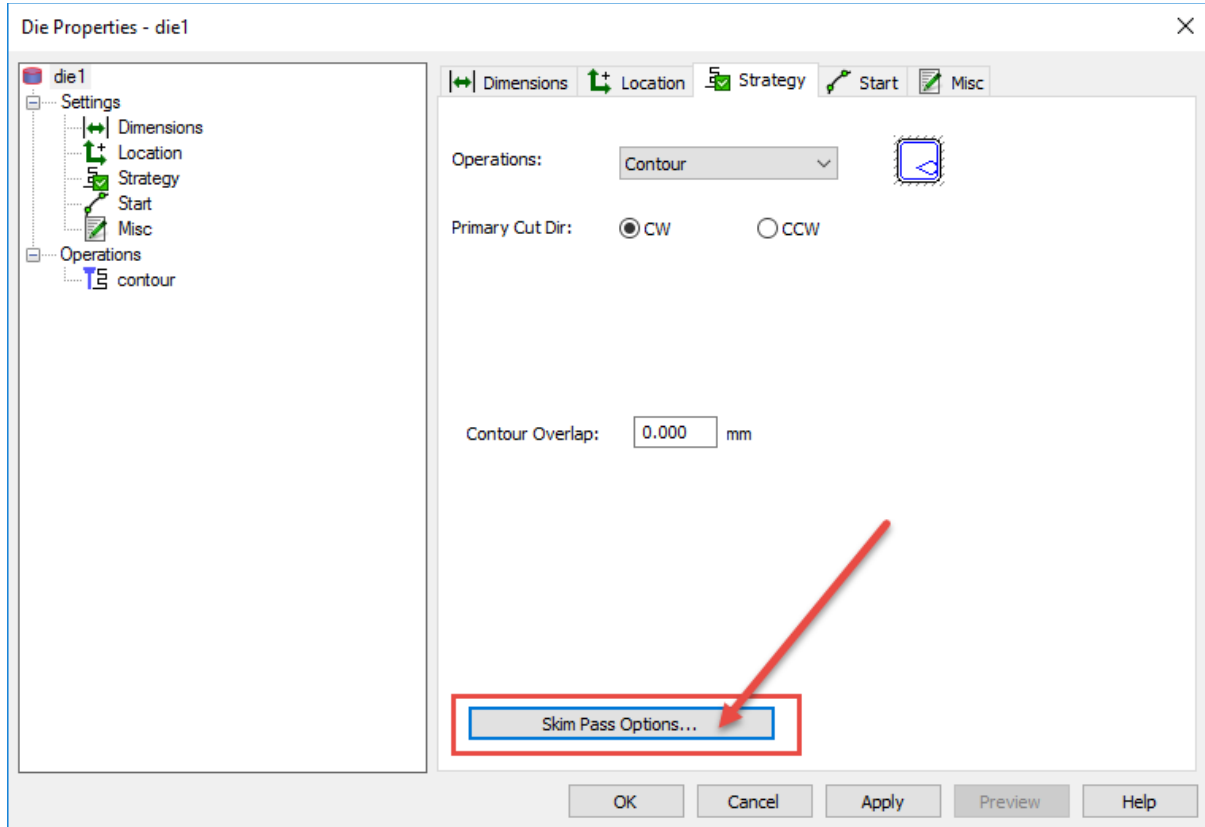 Die Properties - die1
die1
Settings
Dimensions
Location
Strategy
Start
Misc
Operations
contour
Dimensions Location Strategy Start Misc
Operations: Contour
Primary Cut Dir: CW CCW
Contour Overlap: 0.000 mm
Skim Pass Options...
OK Cancel Apply Preview Help